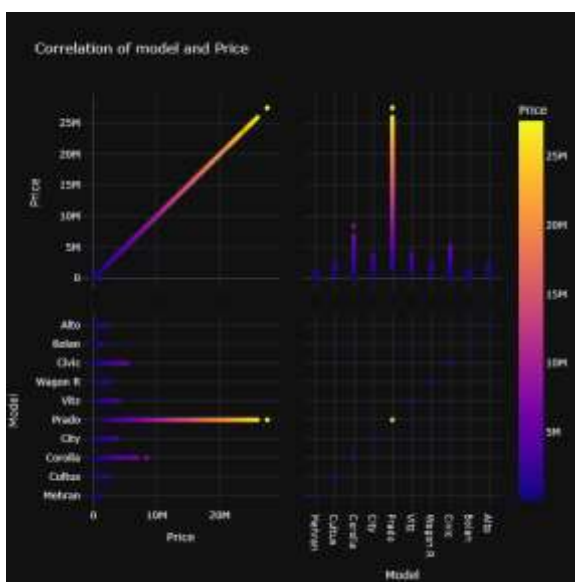 Correlation of model and Price
Price
25M
20M
15M
10M
5M
0
Price
25M
20M
15M
10M
5M
Model
Alto
Bolan
Civic
Wagon R
Vitz
Prado
City
Corolla
Cultus
Mehran
0
10M
20M
Price
Mehran
Cultus
Corolla
City
Prado
Vitz
Wagon R
Civic
Bolan
Alto
Model